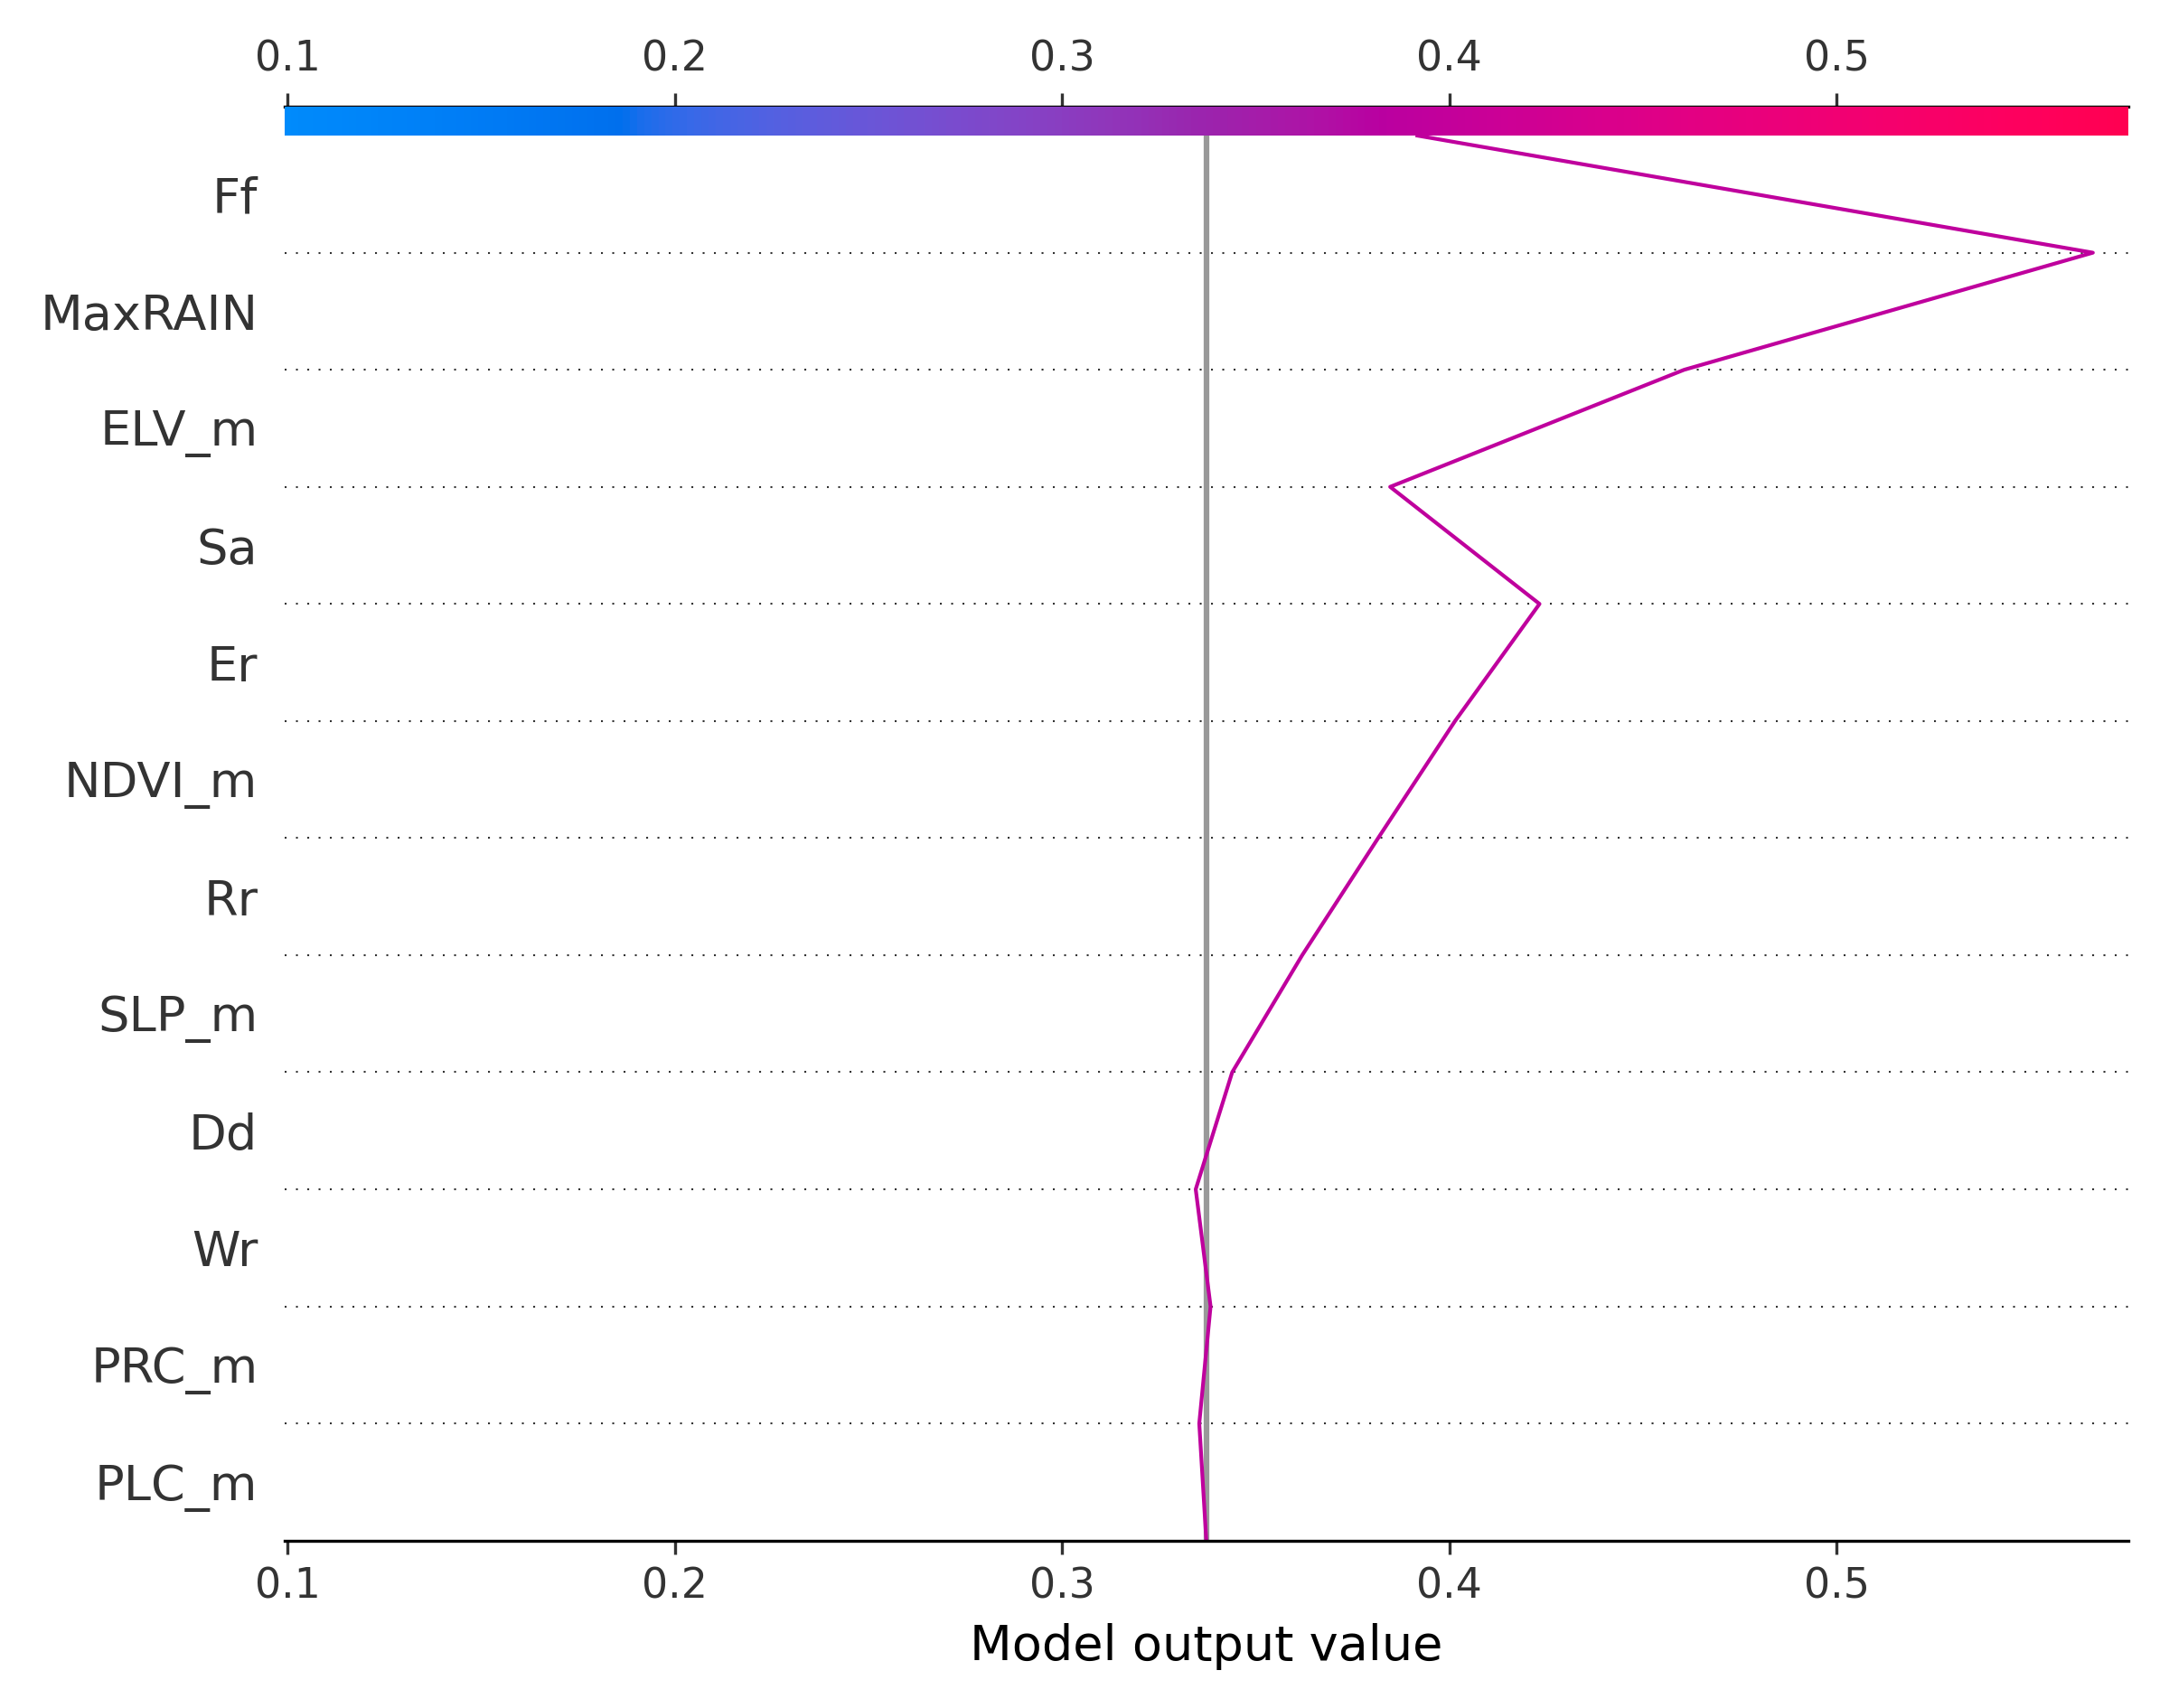 0.1 0.2 0.3 0.4 0.5
Ff
MaxRAIN
ELV_m
Sa
Er
NDVI_m
Rr
SLP_m
Dd
Wr
PRC_m
PLC_m
0.1 0.2 0.3 0.4 0.5
Model output value